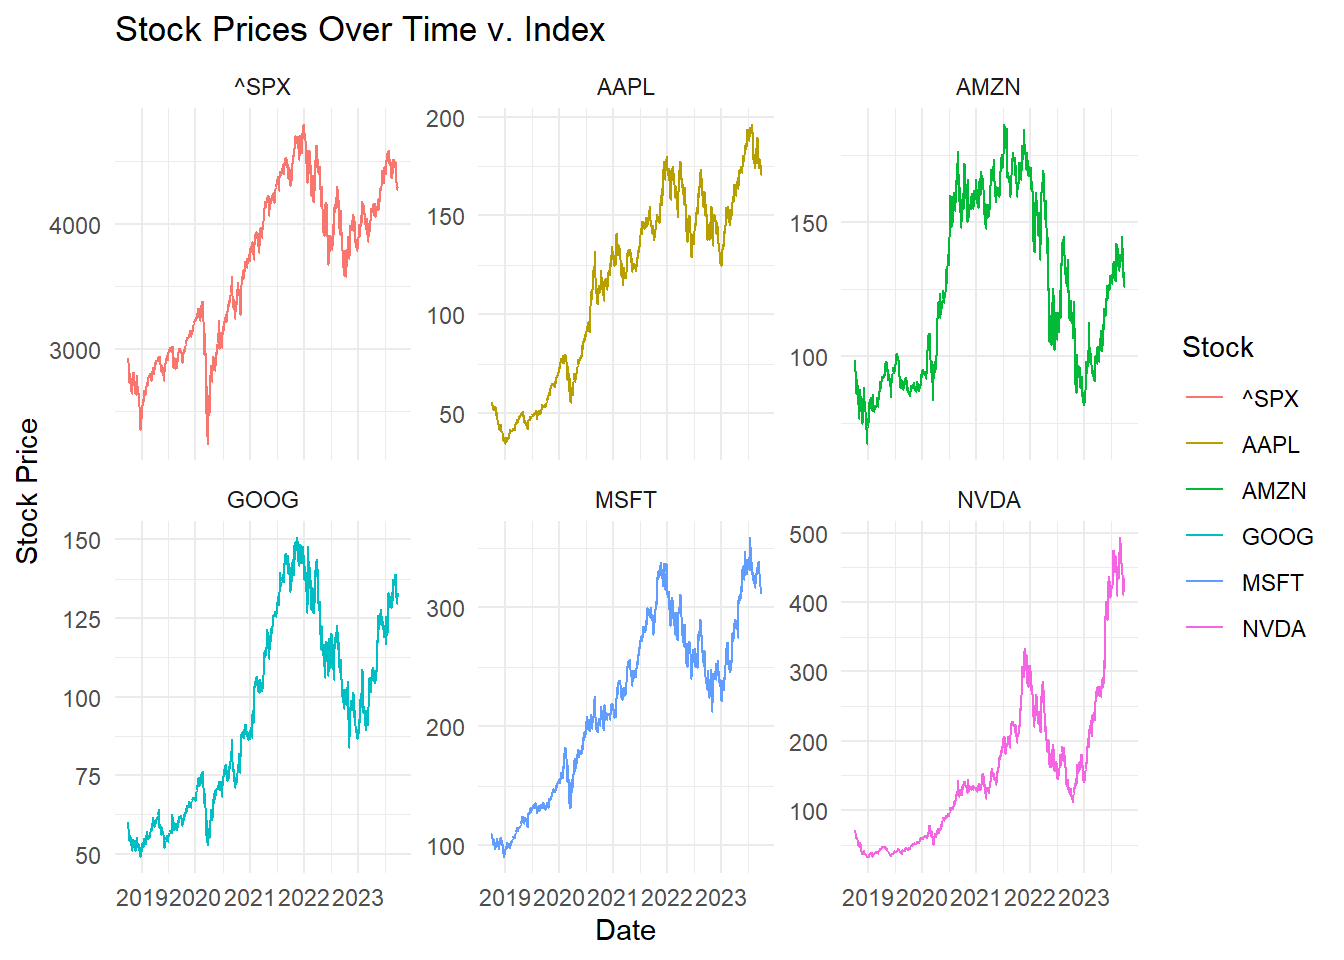 Stock Prices Over Time v. Index
^SPX
AAPL
AMZN
4000
3000
200
150
100
50
150
100
Stock Price
GOOG
MSFT
NVDA
150
125
100
75
50
300
200
100
500
400
300
200
100
2019 2020 2021 2022 2023
2019 2020 2021 2022 2023
2019 2020 2021 2022 2023
Date
Stock
^SPX
AAPL
AMZN
GOOG
MSFT
NVDA